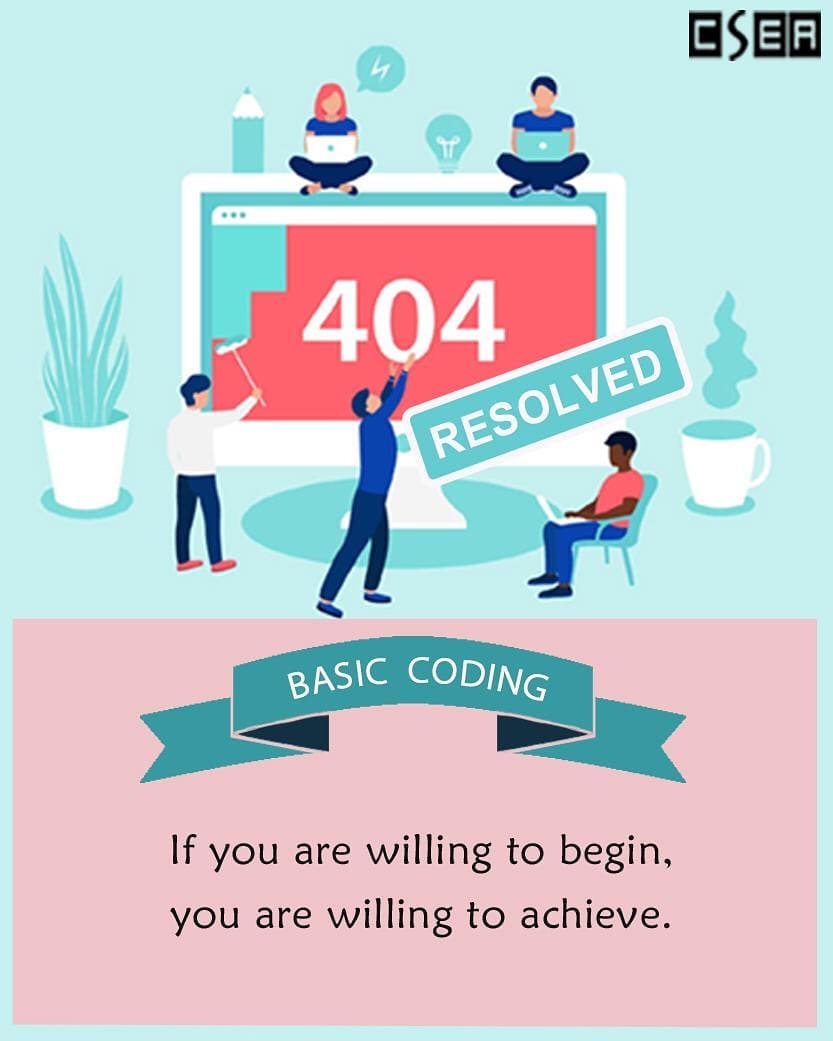 CSEA
404
RESOLVED
BASIC CODING
If you are willing to begin,
you are willing to achieve.